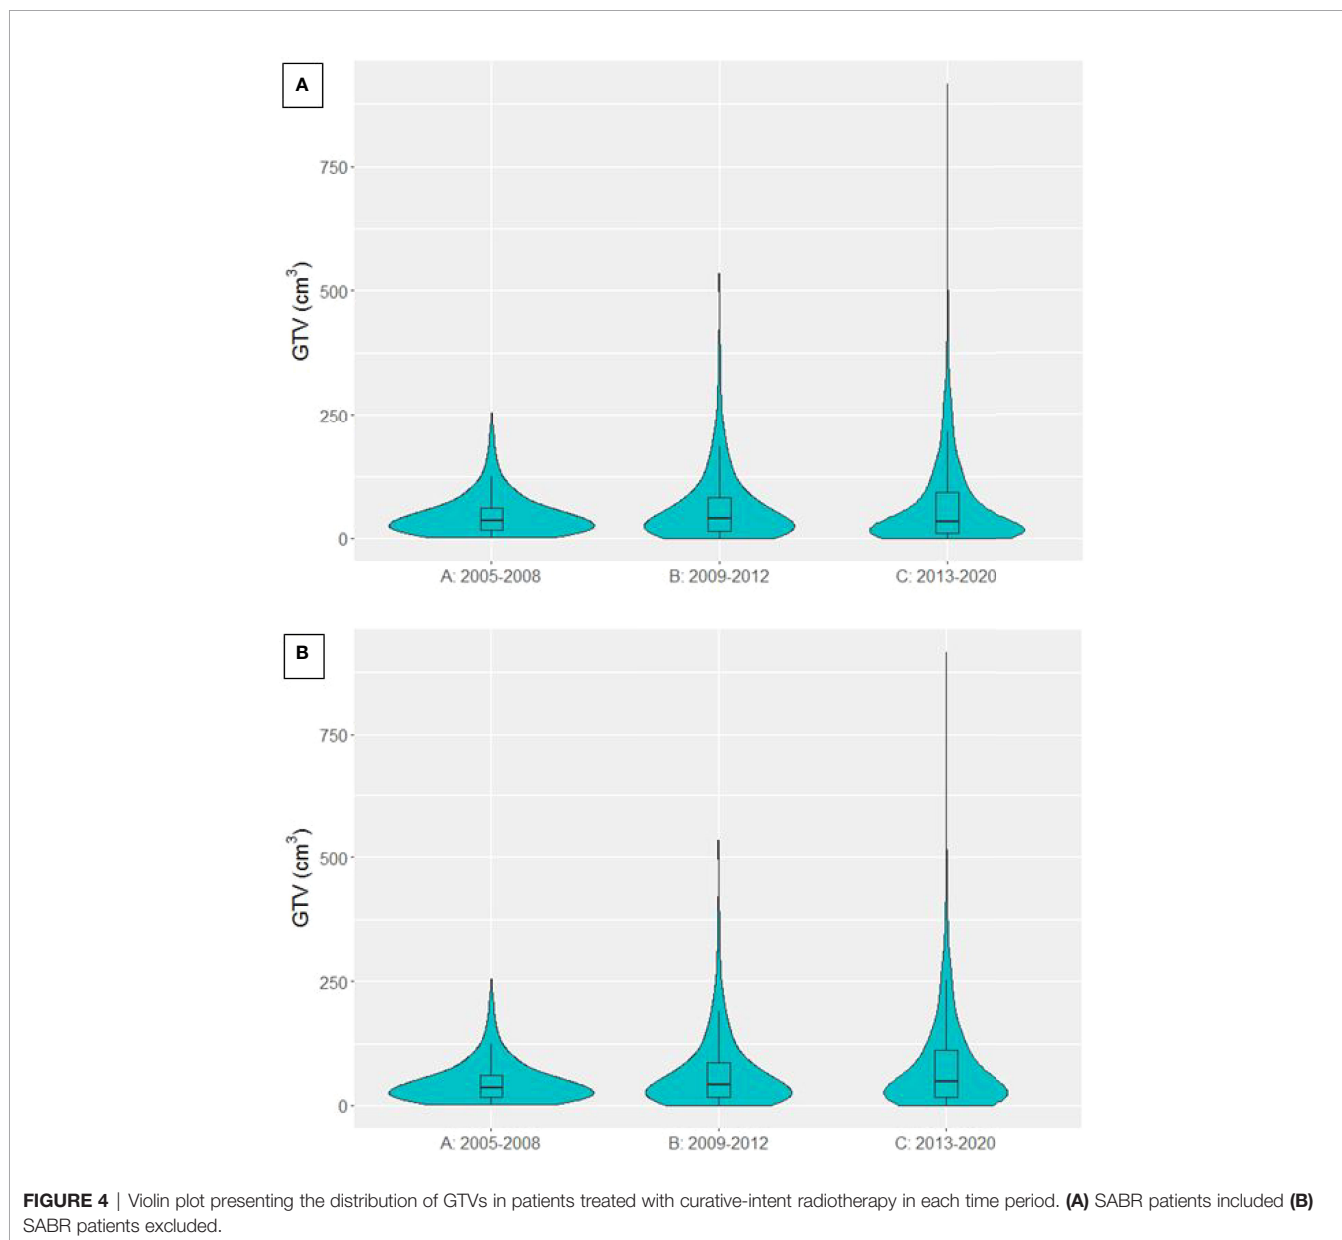 A
750
500
250
0
GTV (cm³)
A: 2005-2008 B: 2009-2012 C: 2013-2020
B
750
500
250
0
GTV (cm³)
A: 2005-2008 B: 2009-2012 C: 2013-2020
FIGURE 4 | Violin plot presenting the distribution of GTVs in patients treated with curative-intent radiotherapy in each time period. (A) SABR patients included (B)
SABR patients excluded.